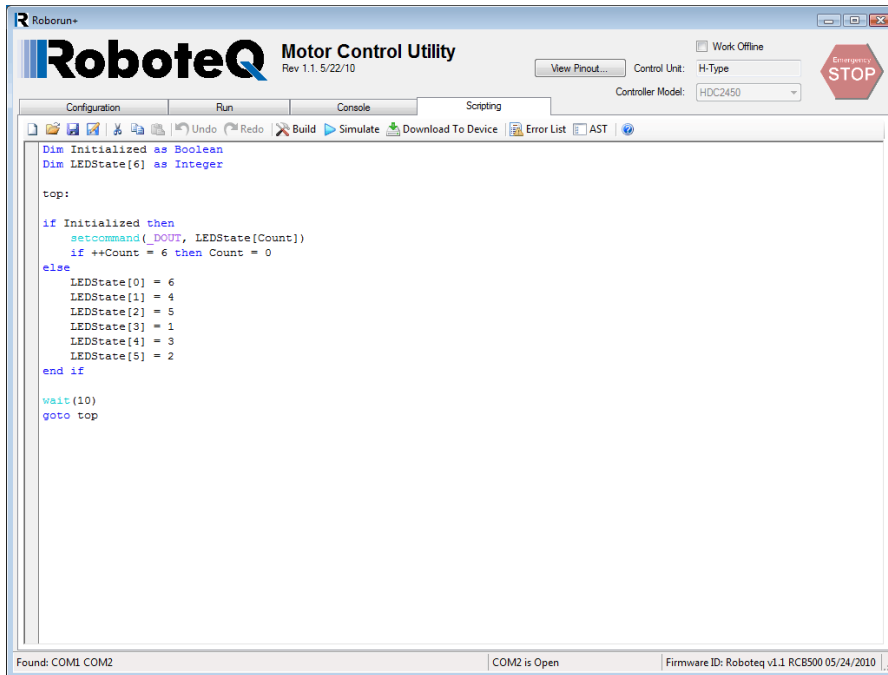 Roborun+
RoboteQ
Motor Control Utility
Rev 1.1. 5/22/10
Work Offline
View Pinout...
Control Unit:
H-Type
Emergency
STOP
Controller Model:
HDC2450
Configuration
Run
Console
Scripting
Undo
Redo
Build
Simulate
Download To Device
Error List
AST
Dim Initialized as Boolean
Dim LEDState[6] as Integer
top:
if Initialized then
setcommand(_DOUT, LEDState[Count])
if ++Count = 6 then Count = 0
else
LEDState[0] = 6
LEDState[1] = 4
LEDState[2] = 5
LEDState[3] = 1
LEDState[4] = 3
LEDState[5] = 2
end if
wait(10)
goto top
Found: COM1 COM2
COM2 is Open
Firmware ID: Roboteq v1.1 RCB500 05/24/2010